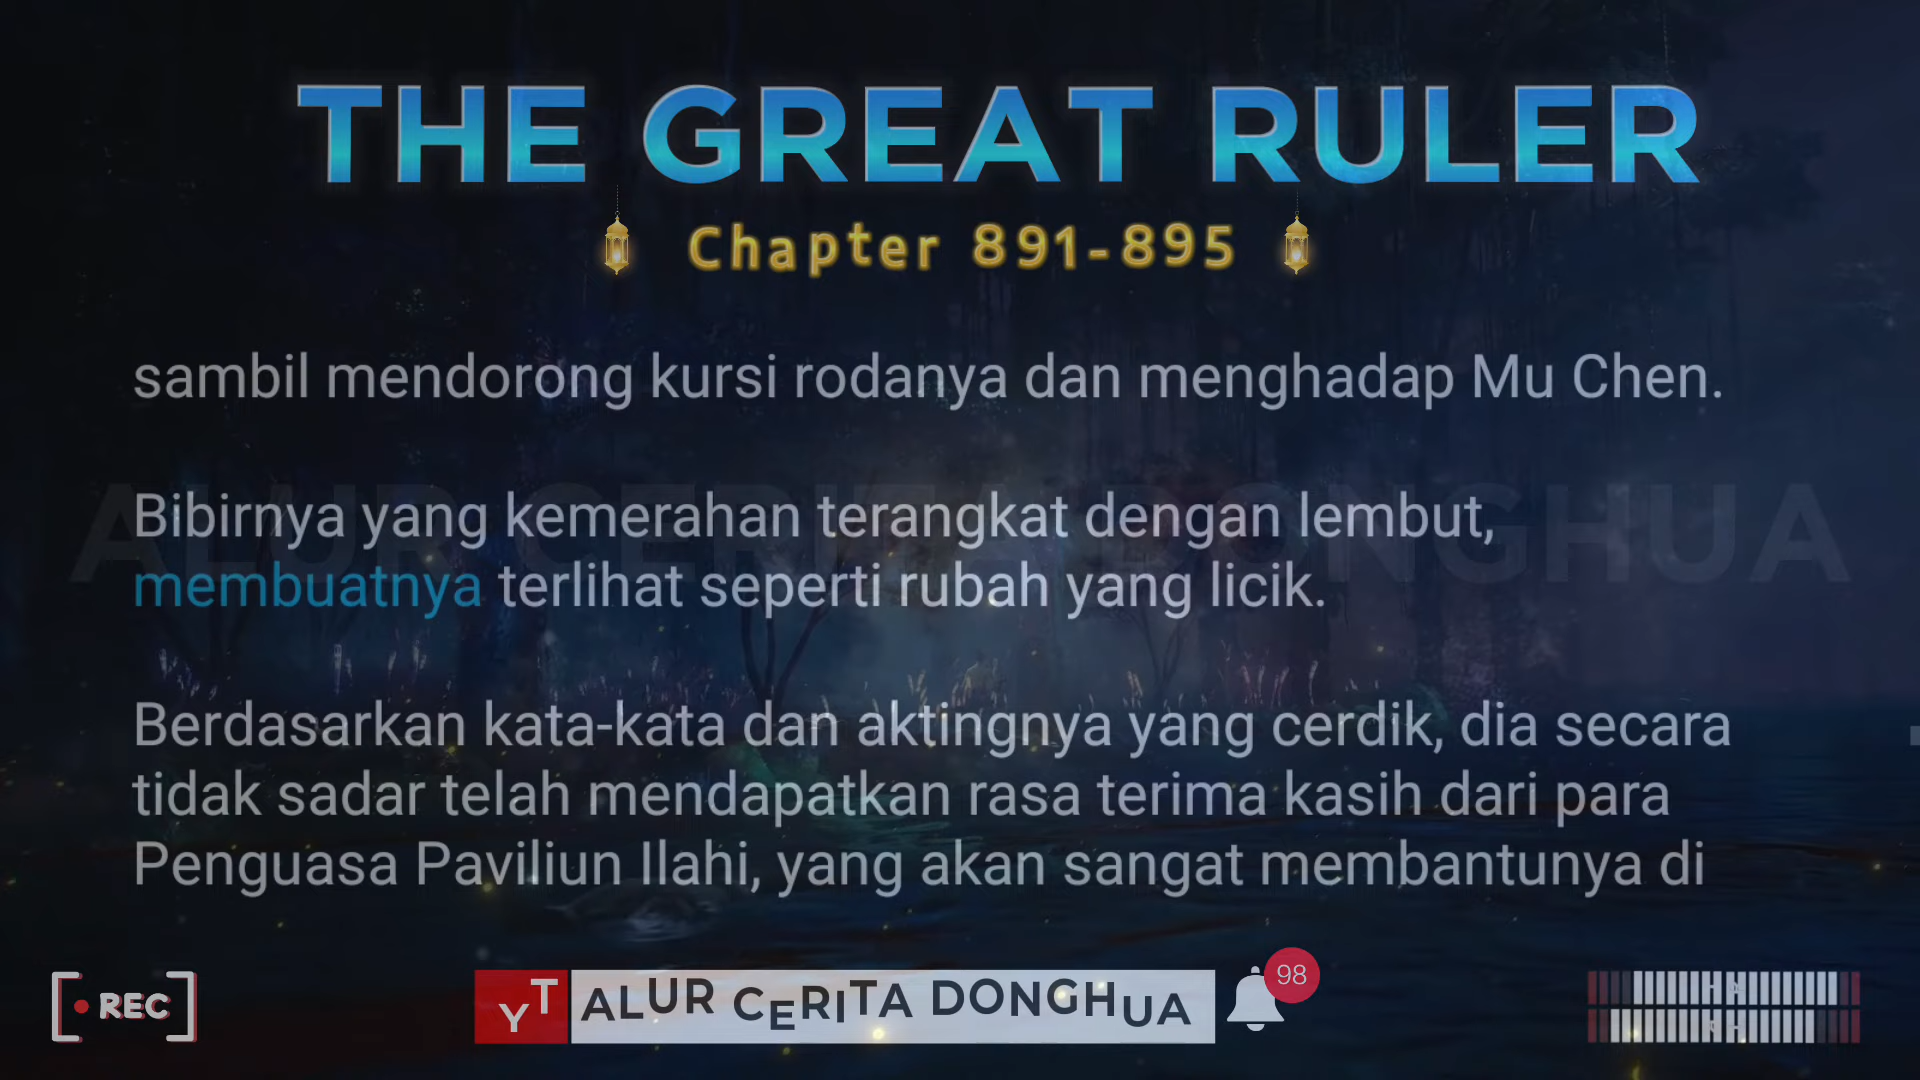 THE GREAT RULER
Chapter 891-895
sambil mendorong kursi rodanya dan menghadap Mu Chen.
ALUR CERITA DONGHUA
Bibirnya yang kemerahan terangkat dengan lembut,
membuatnya terlihat seperti rubah yang licik.
Berdasarkan kata-kata dan aktingnya yang cerdik, dia secara
tidak sadar telah mendapatkan rasa terima kasih dari para
Penguasa Paviliun Ilahi, yang akan sangat membantunya di
REC
YT ALUR CERITA DONGHUA
98